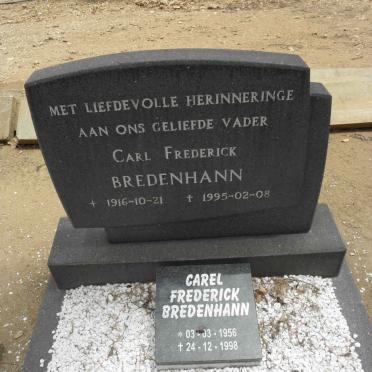 MET LIEFDEVOLLE HERINNERINGE
AAN ONS GELIEFDE VADER
CARL FREDERICK
BREDENHANN
+ 1916-10-21 ✝ 1995-02-08
CAREL
FREDERICK
BREDENHANN
* 03-03-1956
✝ 24-12-1998